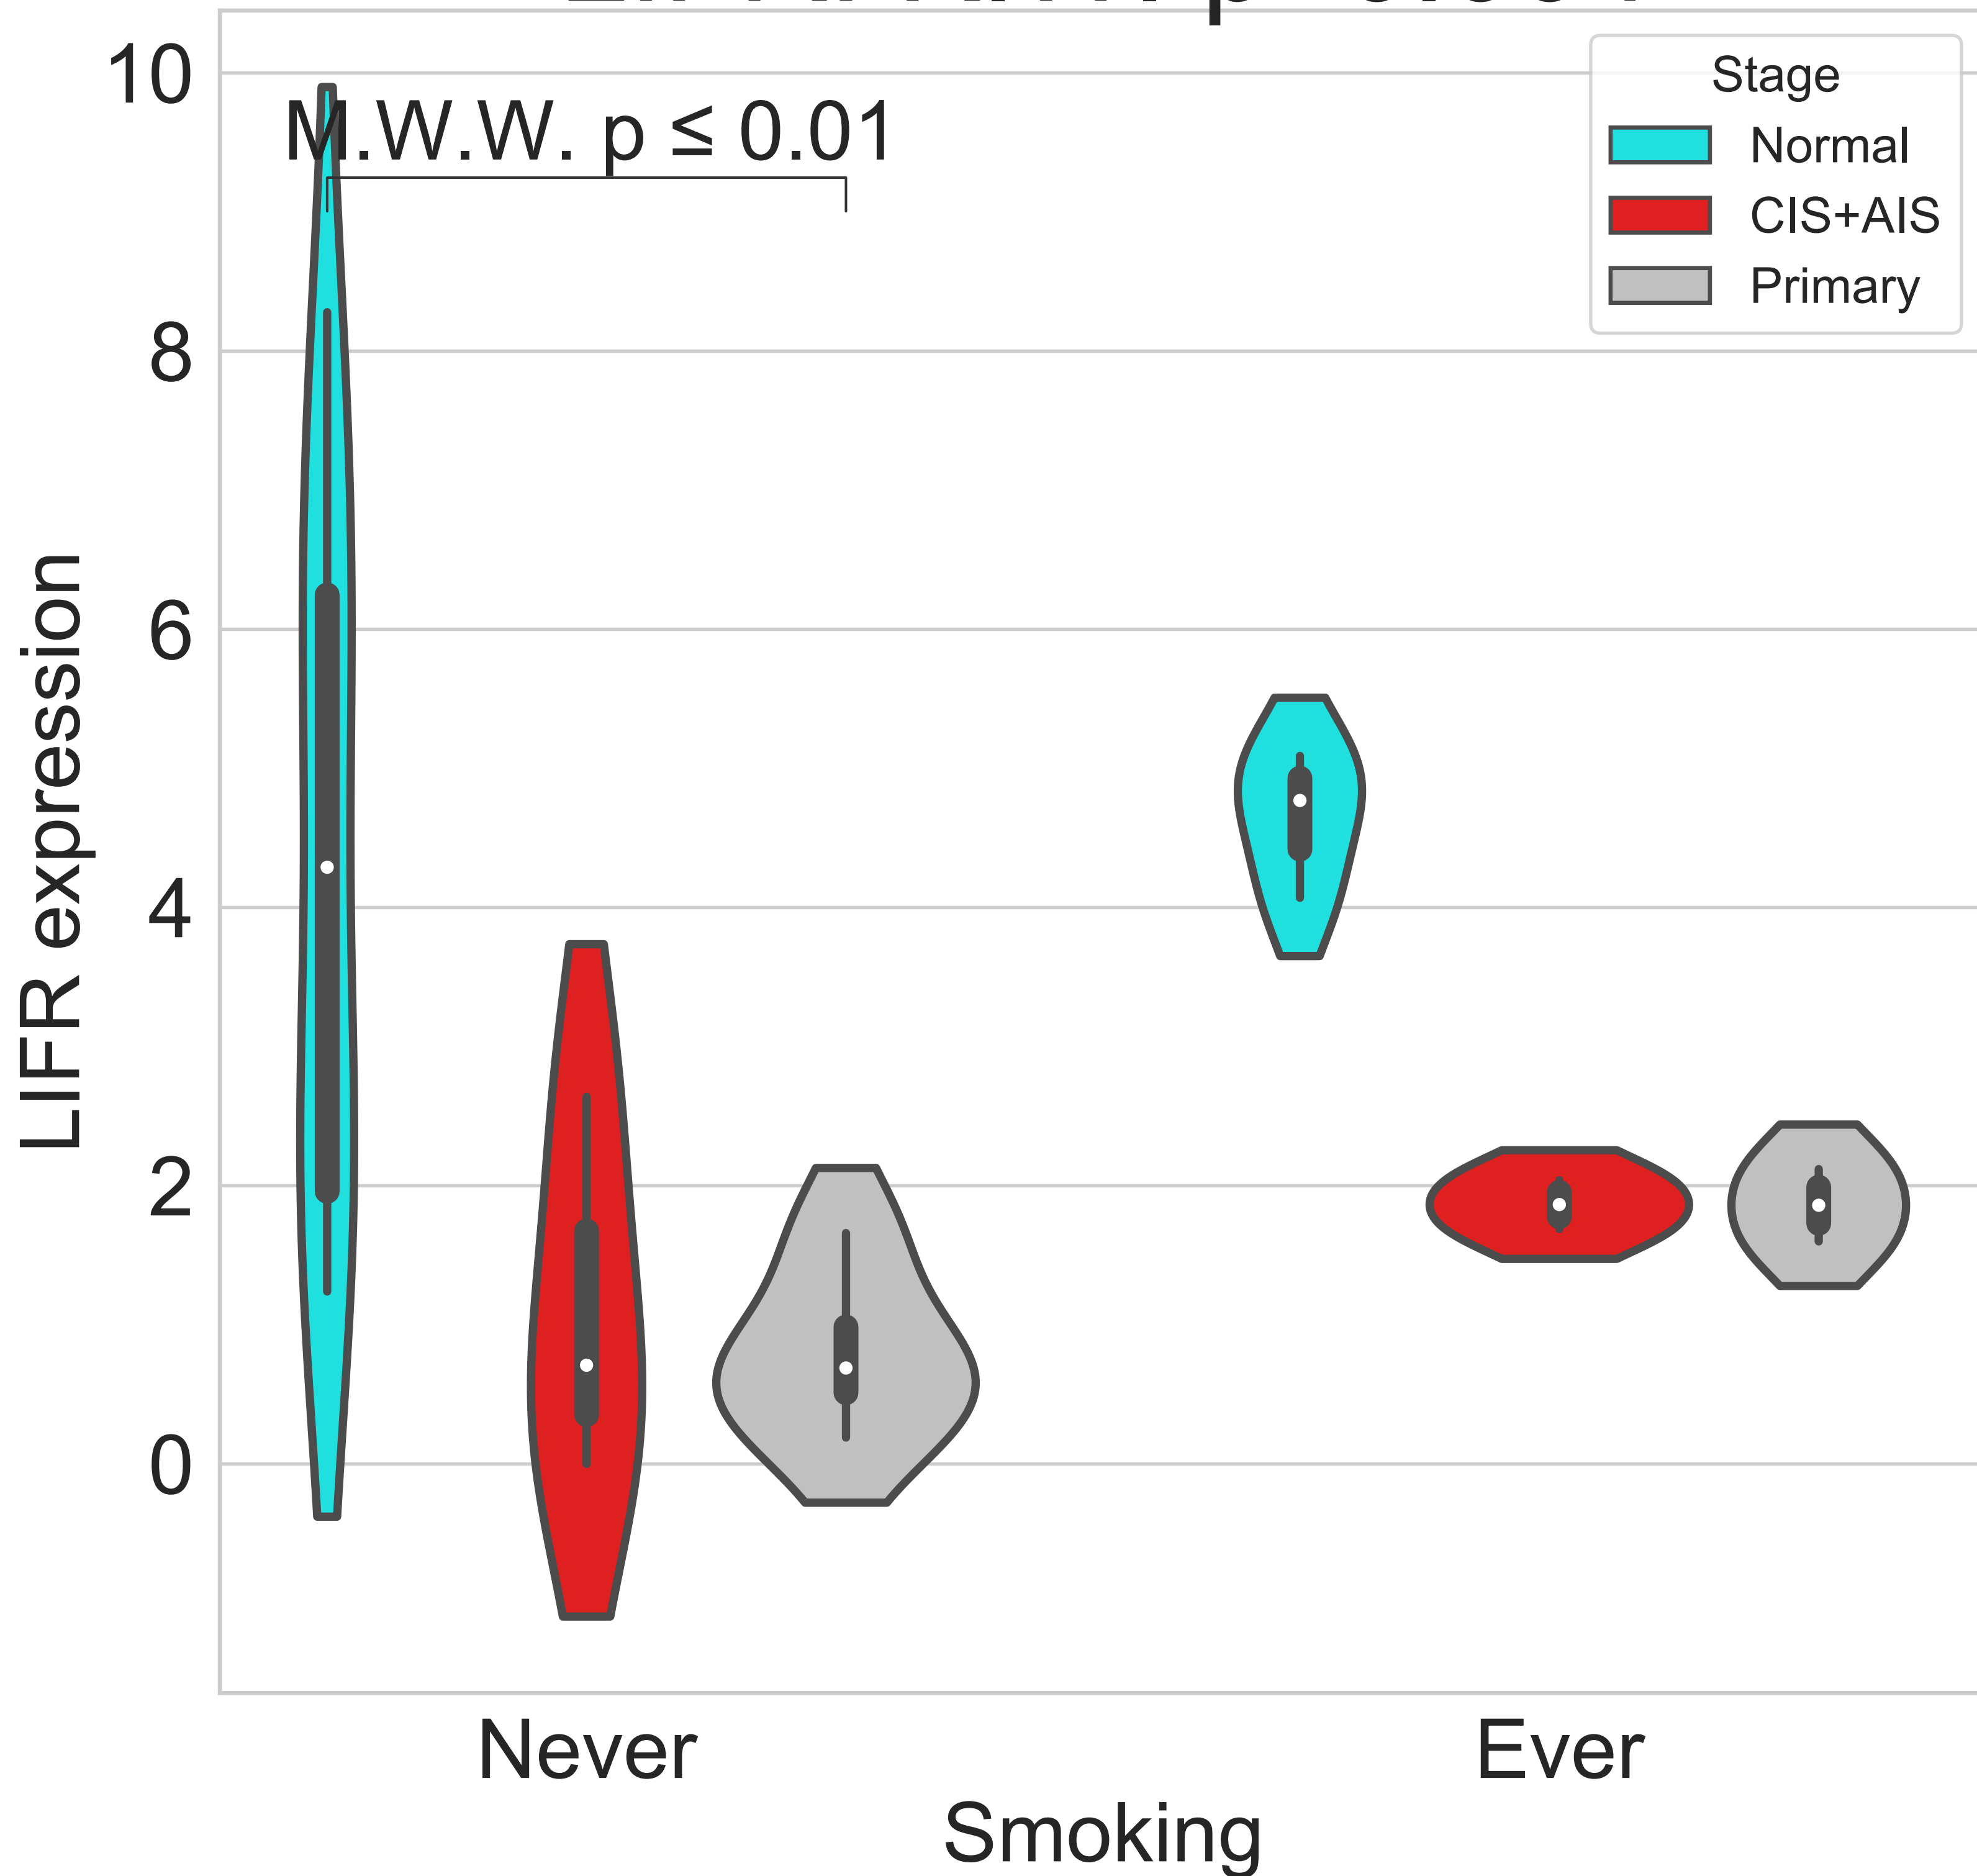 10
M.W.W. p ≤ 0.01
8
6
4
2
0
LIFR expression
Stage
Normal
CIS+AIS
Primary
Never
Ever
Smoking